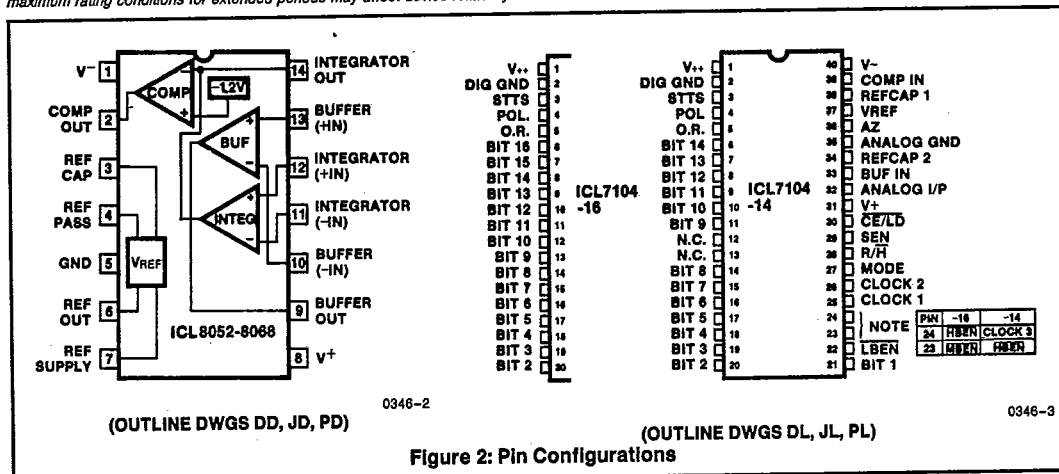 maximum rating conditions for extended periods may affect device reliability.
V⁻ 1
COMP OUT 2
REF CAP 3
REF PASS 4
GND 5
REF OUT 6
REF SUPPLY 7
COMP
-1.2V
BUF
INTEG
VREF
ICL8052-8068
14 INTEGRATOR OUT
13 BUFFER (+IN)
12 INTEGRATOR (+IN)
11 INTEGRATOR (-IN)
10 BUFFER (-IN)
9 BUFFER OUT
8 V⁺
0346-2
(OUTLINE DWGS DD, JD, PD)
V++ 1
DIG GND 2
STTS 3
POL. 4
O.R. 5
BIT 16 6
BIT 15 7
BIT 14 8
BIT 13 9
BIT 12 10
BIT 11 11
BIT 10 12
BIT 9 13
BIT 8 14
BIT 7 15
BIT 6 16
BIT 5 17
BIT 4 18
BIT 3 19
BIT 2 20
ICL7104
-16
V++ 1
DIG GND 2
STTS 3
POL 4
O.R. 5
BIT 14 6
BIT 13 7
BIT 12 8
BIT 11 9
BIT 10 10
BIT 9 11
N.C. 12
N.C. 13
BIT 8 14
BIT 7 15
BIT 6 16
BIT 5 17
BIT 4 18
BIT 3 19
BIT 2 20
ICL7104
-14
40 V-
39 COMP IN
38 REFCAP 1
37 VREF
36 AZ
35 ANALOG GND
34 REFCAP 2
33 BUF IN
32 ANALOG I/P
31 V+
30 CE/LD
29 SEN
28 R/H
27 MODE
26 CLOCK 2
25 CLOCK 1
24
23
NOTE
22 LBEN
21 BIT 1
PIN -16 -14
24 HBEN CLOCK 3
23 MBEN HBEN
0346-3
(OUTLINE DWGS DL, JL, PL)
Figure 2: Pin Configurations